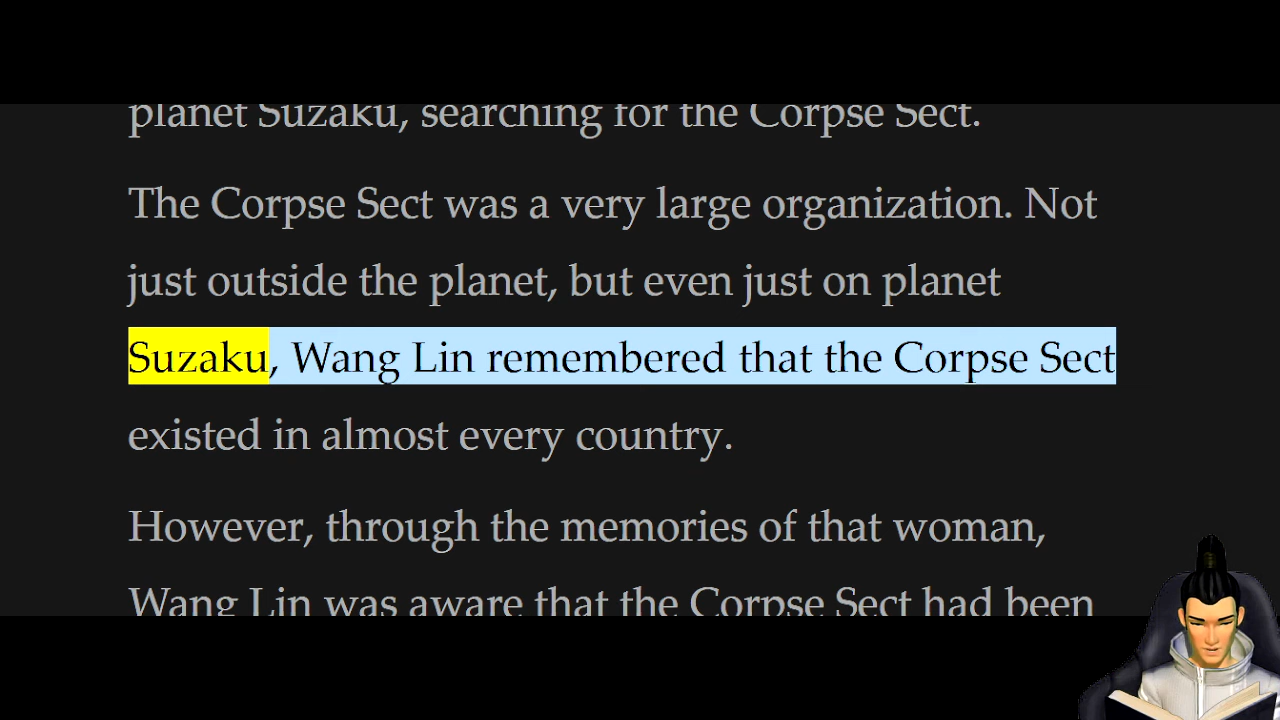 planet Suzaku, searching for the Corpse Sect.
The Corpse Sect was a very large organization. Not
just outside the planet, but even just on planet
Suzaku, Wang Lin remembered that the Corpse Sect
existed in almost every country.
However, through the memories of that woman,
Wang Lin was aware that the Corpse Sect had been